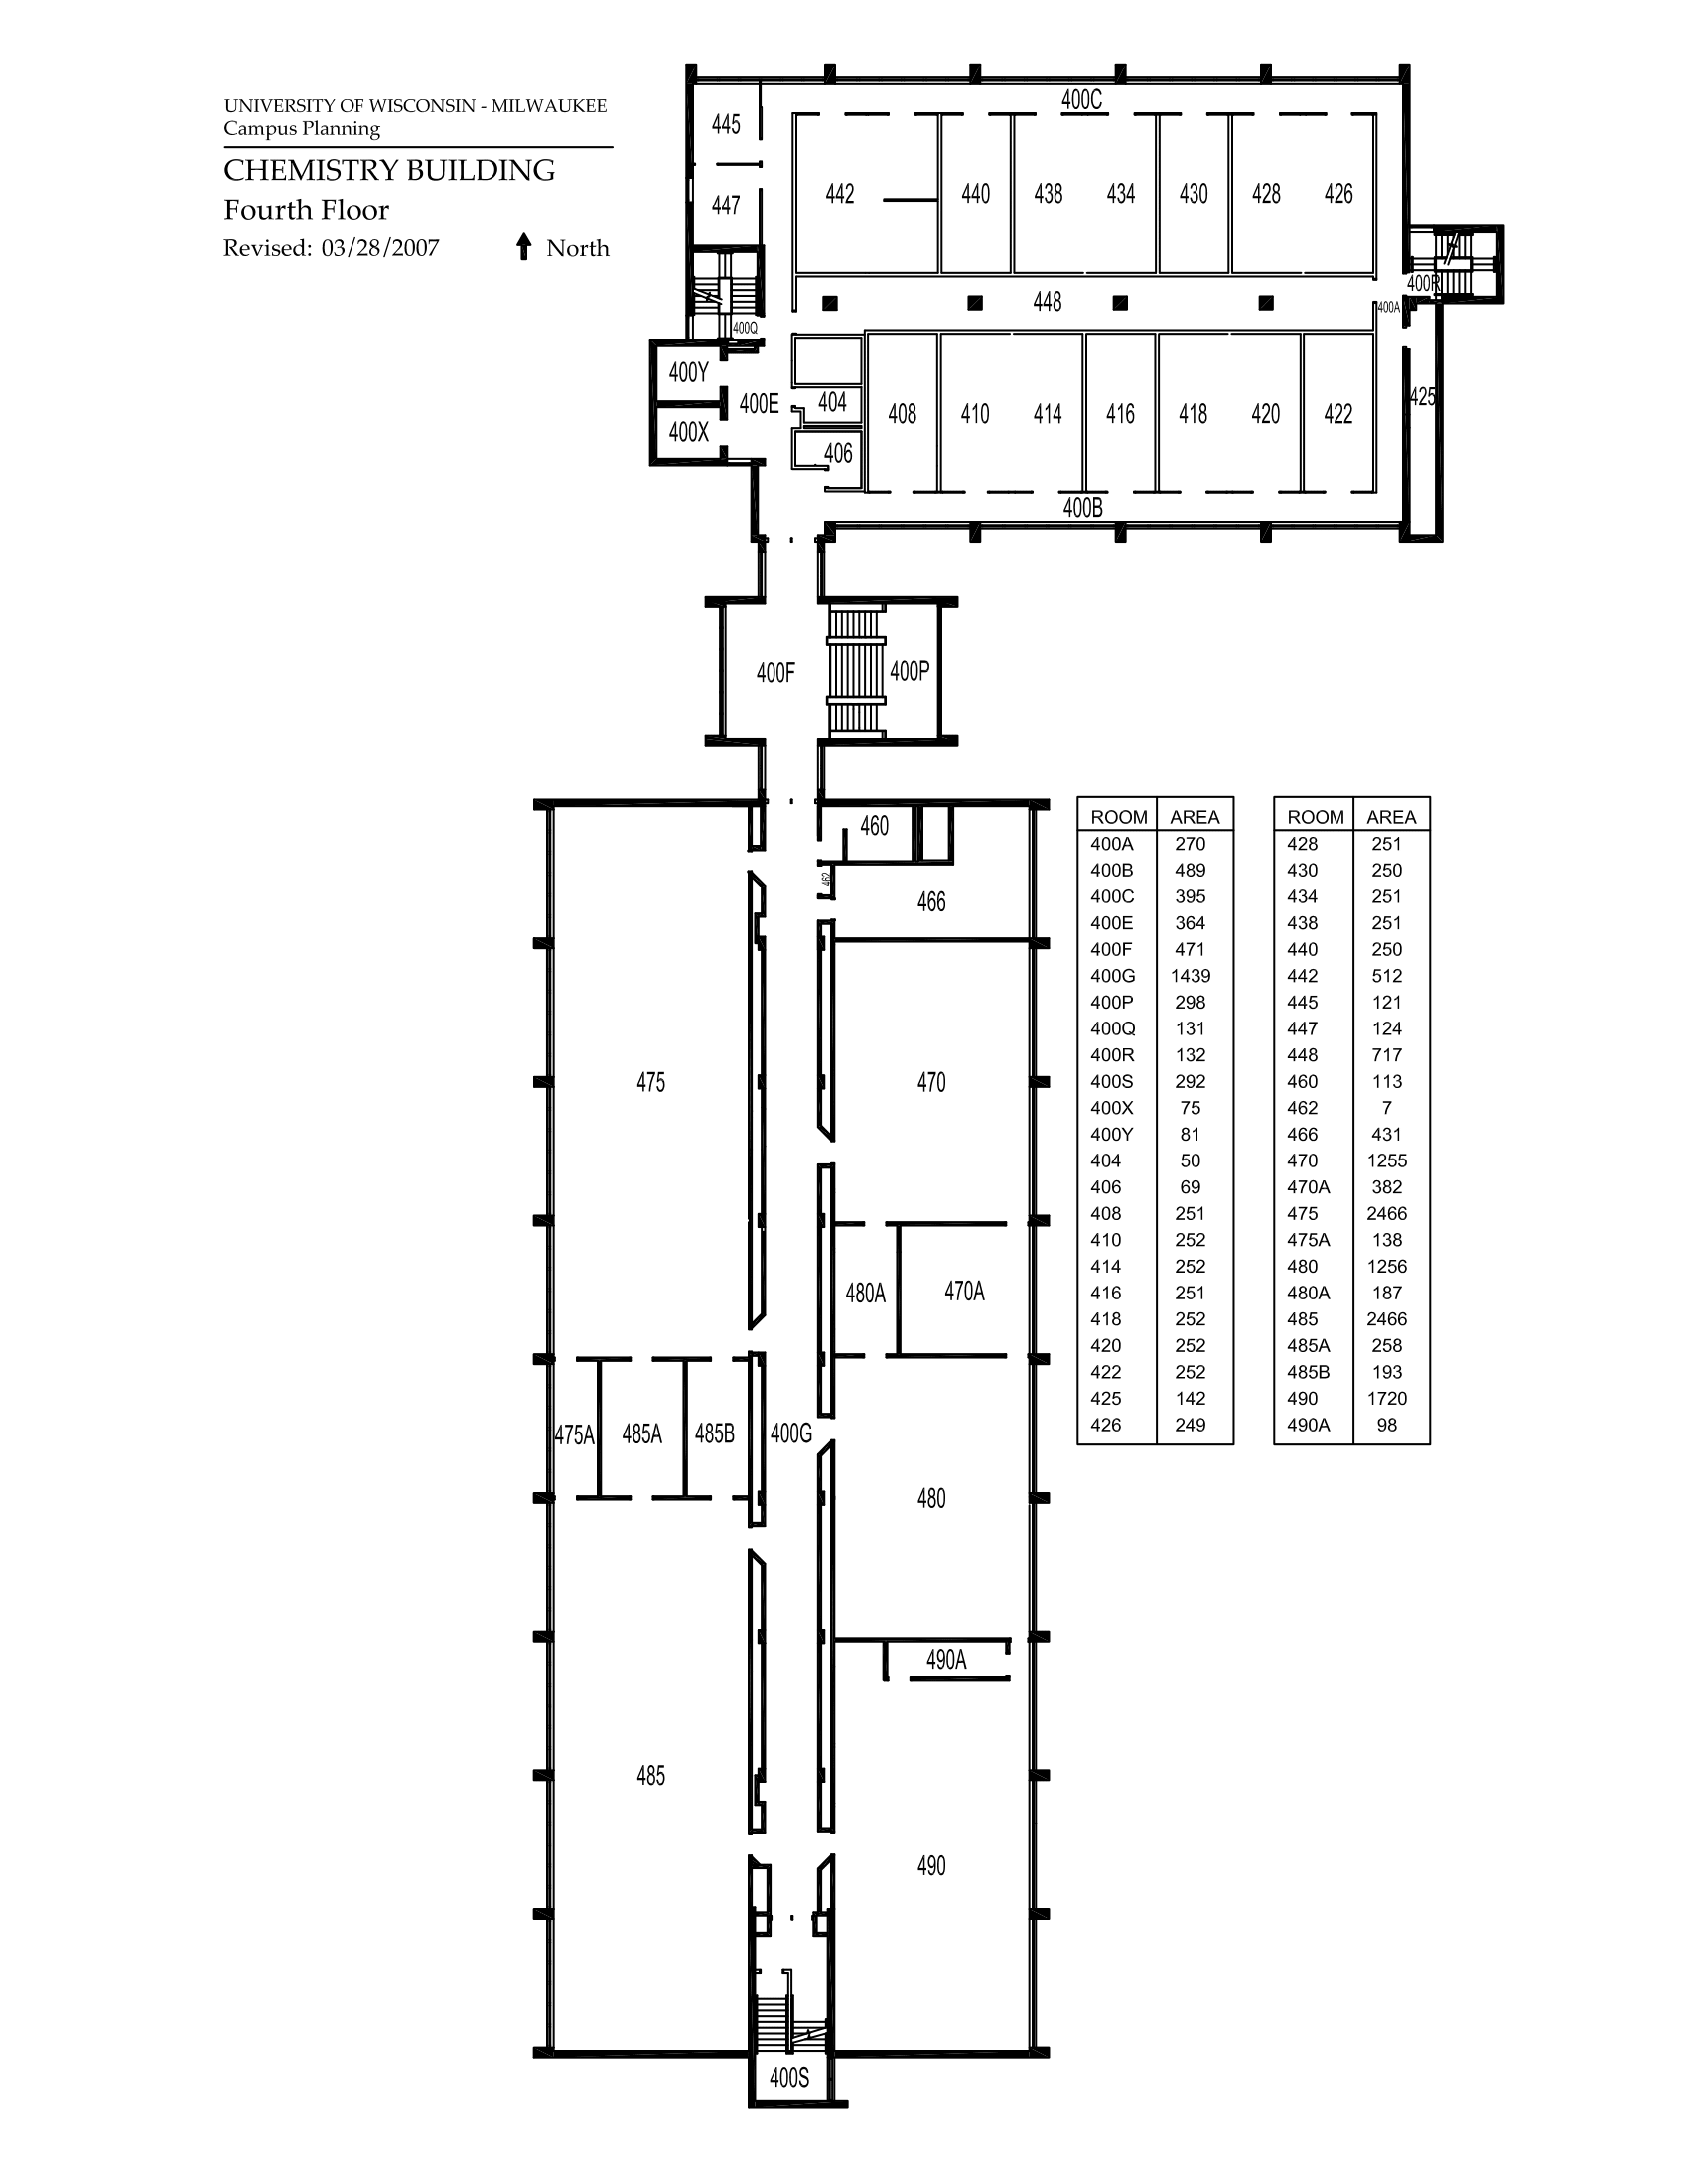 UNIVERSITY OF WISCONSIN - MILWAUKEE
Campus Planning
CHEMISTRY BUILDING
Fourth Floor
Revised: 03/28/2007 North
400C
445
442 440 438 434 430 428 426
447
400R
448 400A
400Q
400Y
400E 404 425
408 410 414 416 418 420 422
400X
406
400B
400F 400P
460
462
466
475 470
480A 470A
475A 485A 485B 400G
480
490A
485
490
400S
ROOM AREA
400A 270
400B 489
400C 395
400E 364
400F 471
400G 1439
400P 298
400Q 131
400R 132
400S 292
400X 75
400Y 81
404 50
406 69
408 251
410 252
414 252
416 251
418 252
420 252
422 252
425 142
426 249
ROOM AREA
428 251
430 250
434 251
438 251
440 250
442 512
445 121
447 124
448 717
460 113
462 7
466 431
470 1255
470A 382
475 2466
475A 138
480 1256
480A 187
485 2466
485A 258
485B 193
490 1720
490A 98